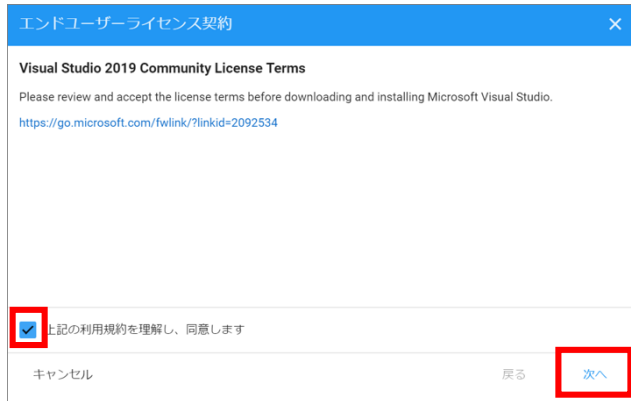 エンドユーザーライセンス契約
Visual Studio 2019 Community License Terms
Please review and accept the license terms before downloading and installing Microsoft Visual Studio.
https://go.microsoft.com/fwlink/?linkid=2092534
上記の利用規約を理解し、同意します
キャンセル 戻る 次へ